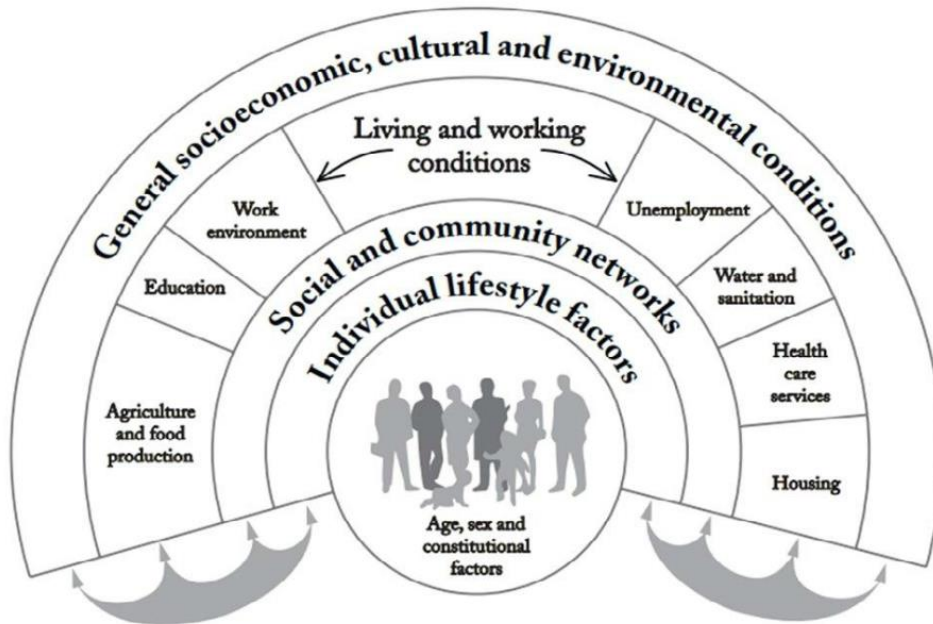 General socioeconomic, cultural and environmental conditions
Living and working
conditions
Work
environment
Unemployment
Education
Water and
sanitation
Agriculture
and food
production
Health
care
services
Housing
Social and community networks
Individual lifestyle factors
Age, sex and
constitutional
factors